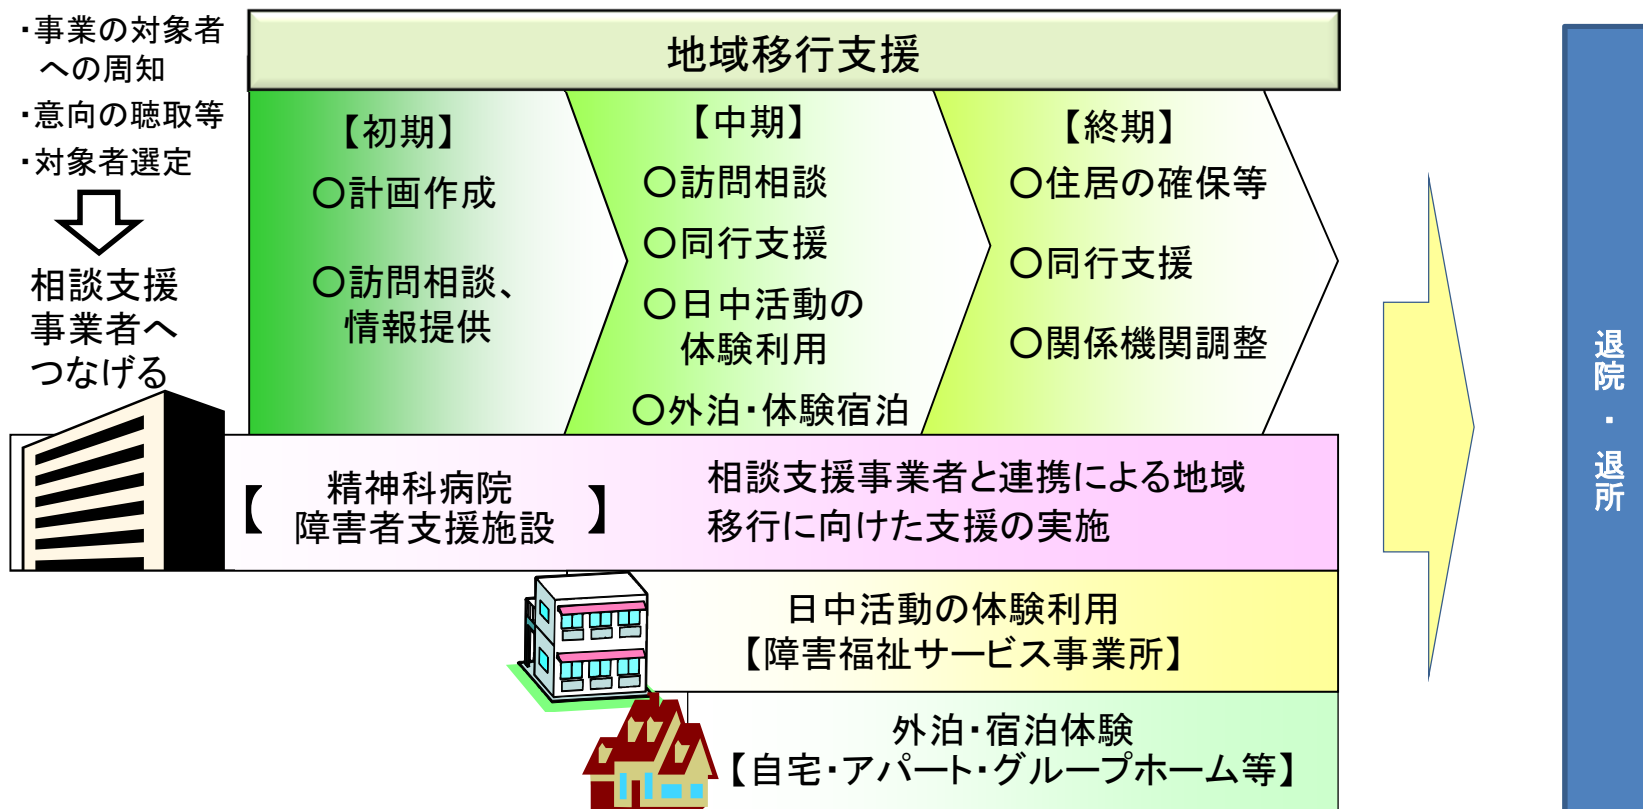 ・事業の対象者
への周知
・意向の聴取等
・対象者選定
相談支援
事業者へ
つなげる
地域移行支援
【初期】
〇計画作成
〇訪問相談、
情報提供
【中期】
〇訪問相談
〇同行支援
〇日中活動の
体験利用
〇外泊・体験宿泊
【終期】
〇住居の確保等
〇同行支援
〇関係機関調整
【 精神科病院
障害者支援施設 】
相談支援事業者と連携による地域
移行に向けた支援の実施
日中活動の体験利用
【障害福祉サービス事業所】
外泊・宿泊体験
【自宅・アパート・グループホーム等】
退院・退所